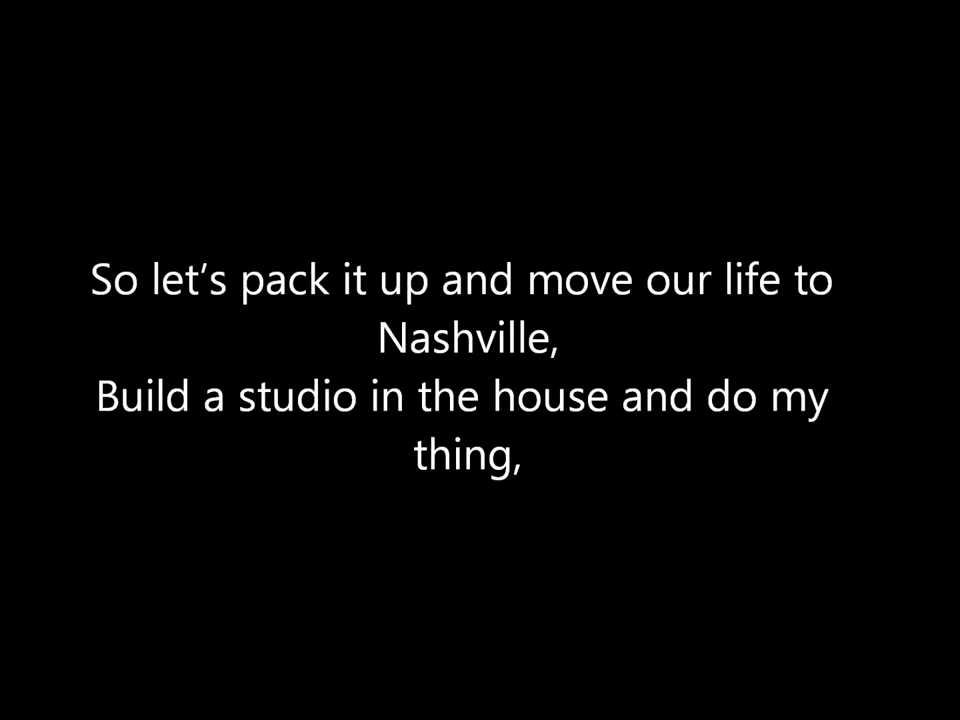 So let's pack it up and move our life to
Nashville,
Build a studio in the house and do my
thing,